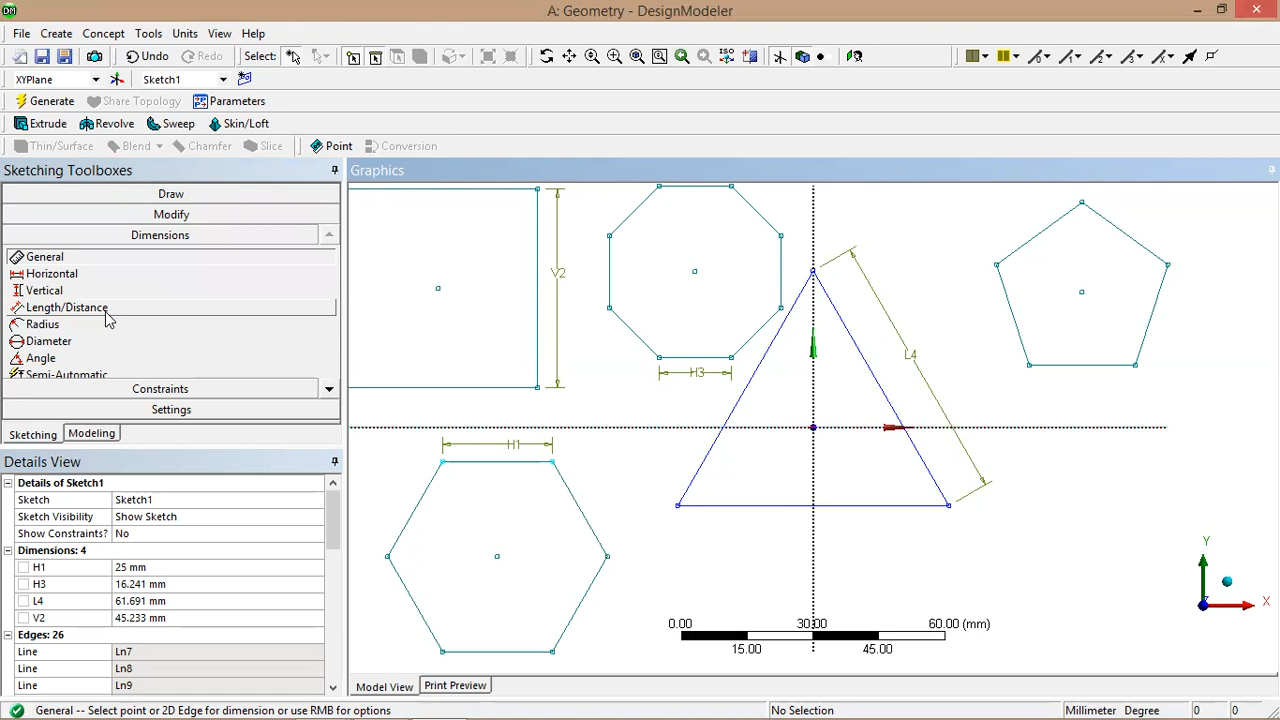 DM
A: Geometry - DesignModeler
File Create Concept Tools Units View Help
Undo Redo Select:
XYPlane Sketch1
Generate Share Topology Parameters
Extrude Revolve Sweep Skin/Loft
Thin/Surface Blend Chamfer Slice Point Conversion
Sketching Toolboxes
Draw
Modify
Dimensions
General
Horizontal
Vertical
Length/Distance
Radius
Diameter
Angle
Semi-Automatic
Constraints
Settings
Sketching Modeling
Details View
Details of Sketch1
Sketch Sketch1
Sketch Visibility Show Sketch
Show Constraints? No
Dimensions: 4
H1 25 mm
H3 16.241 mm
L4 61.691 mm
V2 45.233 mm
Edges: 26
Line Ln7
Line Ln8
Line Ln9
Graphics
V2
H3
L4
H1
Y
X
0.00 30.00 60.00 (mm)
15.00 45.00
Model View Print Preview
General -- Select point or 2D Edge for dimension or use RMB for options No Selection Millimeter Degree 0 0